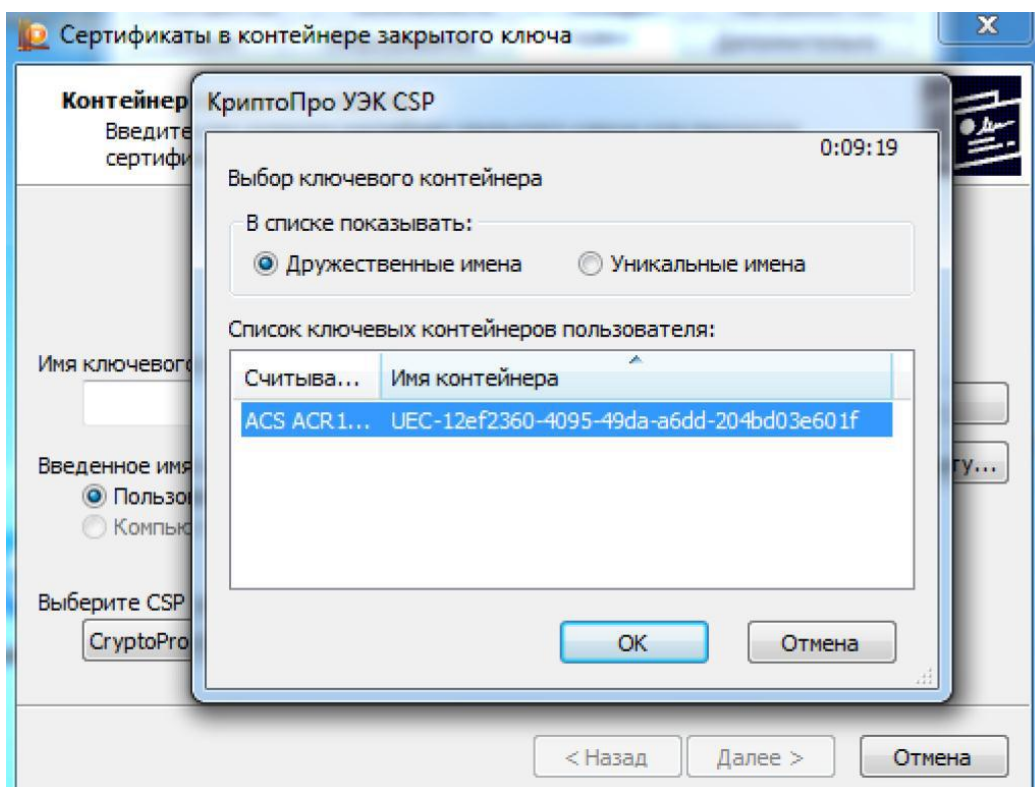 Сертификаты в контейнере закрытого ключа
Контейнер
Введите
сертифи
КриптоПро УЭК CSP
0:09:19
Выбор ключевого контейнера
В списке показывать:
Дружественные имена Уникальные имена
Список ключевых контейнеров пользователя:
Считыва... Имя контейнера
ACS ACR1... UEC-12ef2360-4095-49da-a6dd-204bd03e601f
Имя ключевого
Введенное имя
ту...
Пользов
Компью
Выберите CSP
CryptoPro
OK Отмена
< Назад Далее > Отмена